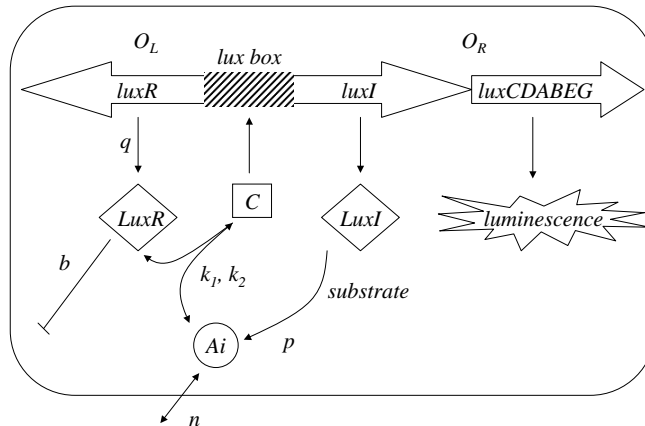 O_L
O_R
lux box
luxR
luxI
luxCDABEG
q
LuxR
C
LuxI
luminescence
b
k_1, k_2
substrate
Ai
p
n